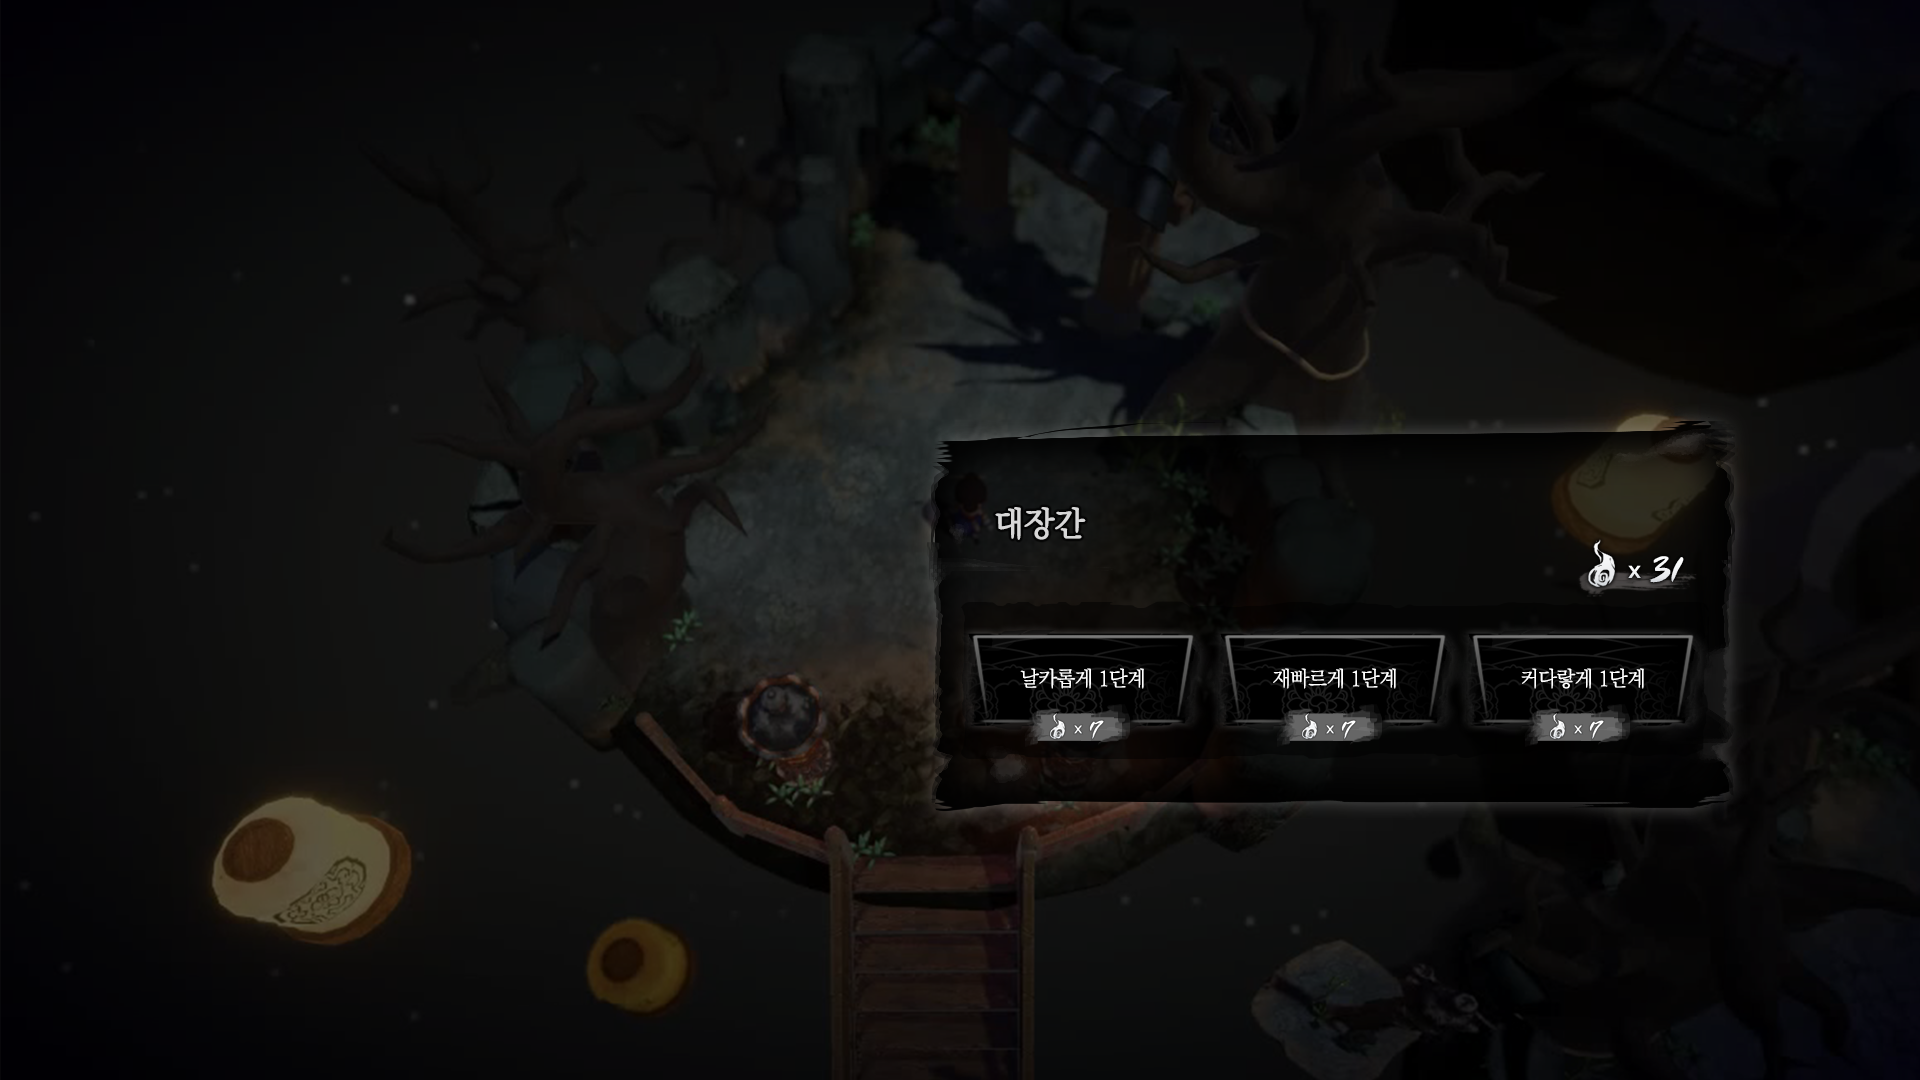 대장간
x 31
날카롭게 1단계
재빠르게 1단계
커다랗게 1단계
x 7
x 7
x 7